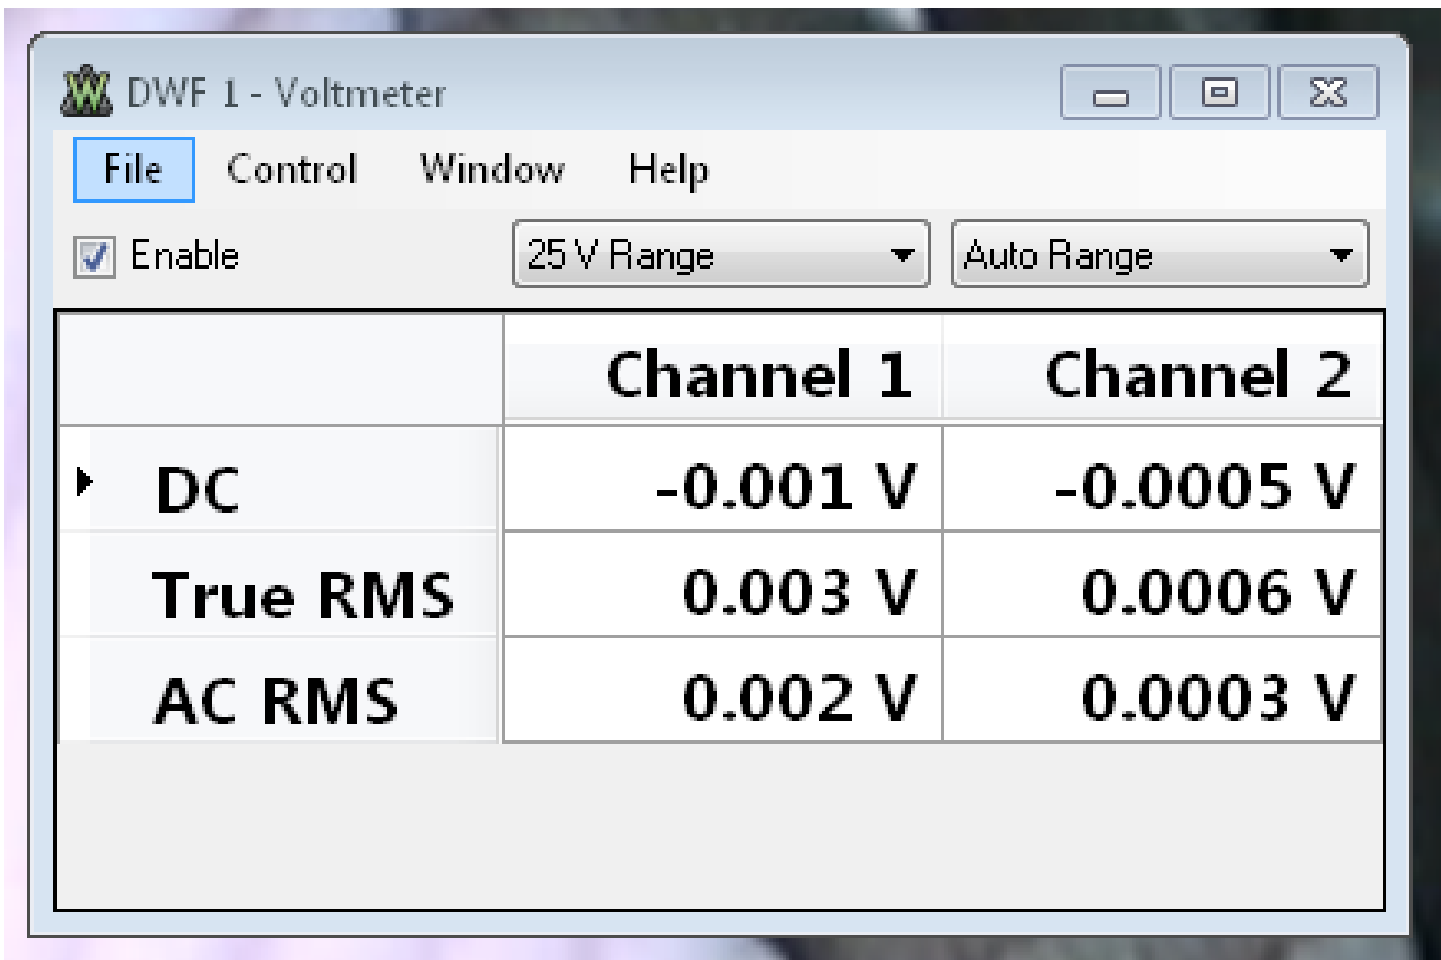 DWF 1 - Voltmeter
File Control Window Help
Enable 25 V Range Auto Range
Channel 1 Channel 2
DC -0.001 V -0.0005 V
True RMS 0.003 V 0.0006 V
AC RMS 0.002 V 0.0003 V